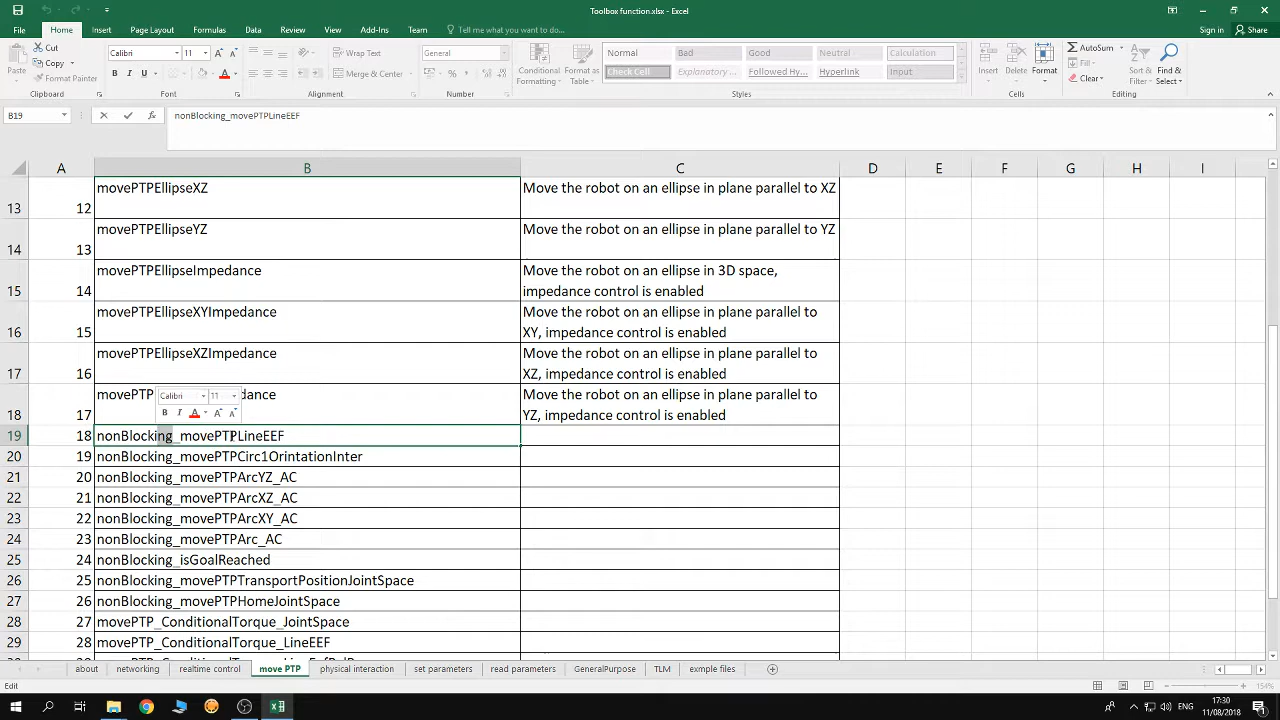 Toolbox function.xlsx - Excel
File Home Insert Page Layout Formulas Data Review View Add-Ins Team Tell me what you want to do... Sign in Share
Cut
Copy
Format Painter
Paste
Clipboard
Calibri 11
B I U
Font
Wrap Text
Merge & Center
Alignment
General
Number
Conditional Formatting
Format as Table
Normal Bad Good Neutral Calculation
Check Cell Explanatory ... Followed Hy... Hyperlink Input
Styles
Insert Delete Format
Cells
AutoSum
Fill
Clear
Sort & Filter
Find & Select
Editing
B19 nonBlocking_movePTPLineEEF
A B C D E F G H I
13 12 movePTPEllipseXZ Move the robot on an ellipse in plane parallel to XZ
14 13 movePTPEllipseYZ Move the robot on an ellipse in plane parallel to YZ
15 14 movePTPEllipseImpedance Move the robot on an ellipse in 3D space,
impedance control is enabled
16 15 movePTPEllipseXYImpedance Move the robot on an ellipse in plane parallel to
XY, impedance control is enabled
17 16 movePTPEllipseXZImpedance Move the robot on an ellipse in plane parallel to
XZ, impedance control is enabled
18 17 movePTP dance Move the robot on an ellipse in plane parallel to
YZ, impedance control is enabled
Calibri 11
B I A
19 18 nonBlocking_movePTPLineEEF
20 19 nonBlocking_movePTPCirc1OrintationInter
21 20 nonBlocking_movePTPArcYZ_AC
22 21 nonBlocking_movePTPArcXZ_AC
23 22 nonBlocking_movePTPArcXY_AC
24 23 nonBlocking_movePTPArc_AC
25 24 nonBlocking_isGoalReached
26 25 nonBlocking_movePTPTransportPositionJointSpace
27 26 nonBlocking_movePTPHomeJointSpace
28 27 movePTP_ConditionalTorque_JointSpace
29 28 movePTP_ConditionalTorque_LineEEF
about networking realtime control move PTP physical interaction set parameters read parameters GeneralPurpose TLM exmple files
Edit 154%
ENG 17:30
11/08/2018